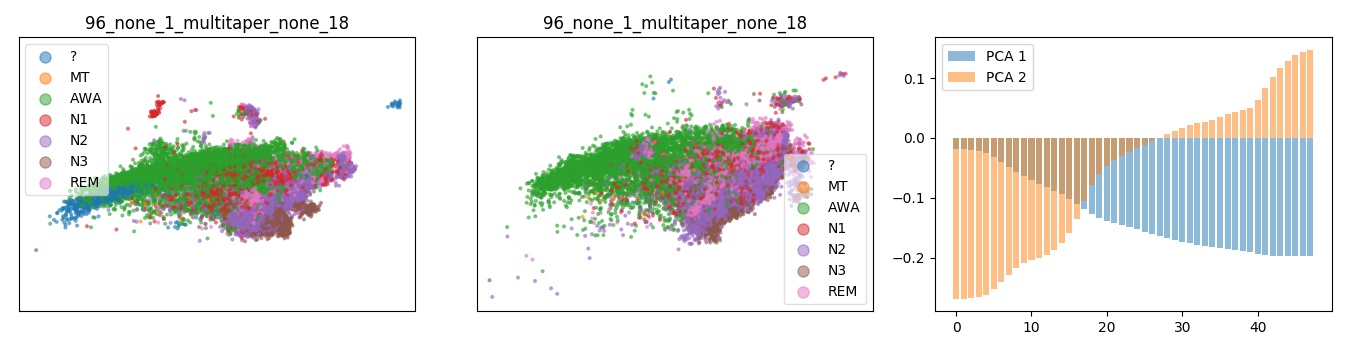 96_none_1_multitaper_none_18
?
MT
AWA
N1
N2
N3
REM
96_none_1_multitaper_none_18
?
MT
AWA
N1
N2
N3
REM
PCA 1
PCA 2
0.1
0.0
−0.1
−0.2
0 10 20 30 40